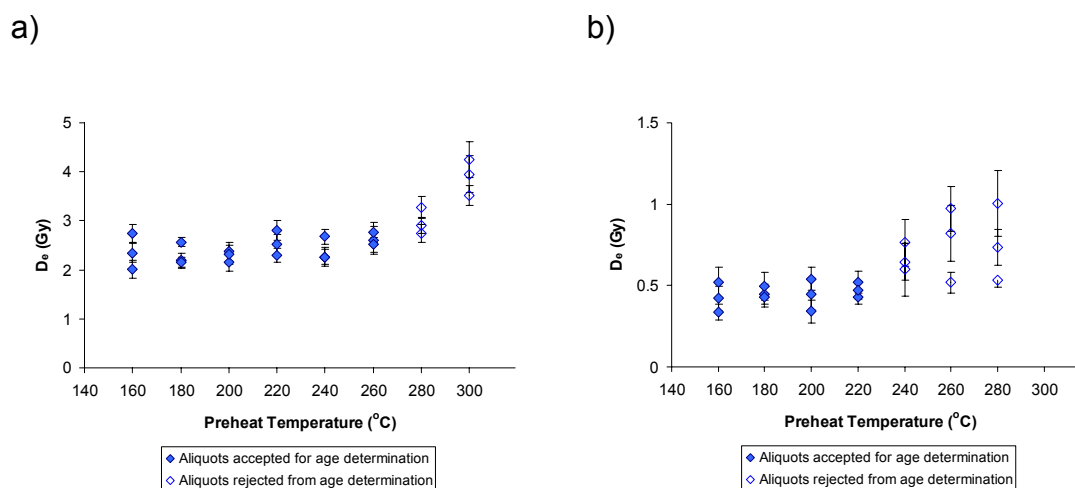 a)
5
4
3
2
1
0
Dₑ (Gy)
140 160 180 200 220 240 260 280 300
Preheat Temperature (°C)
Aliquots accepted for age determination
Aliquots rejected from age determination
b)
1.5
1
0.5
0
Dₑ (Gy)
140 160 180 200 220 240 260 280 300
Preheat Temperature (°C)
Aliquots accepted for age determination
Aliquots rejected from age determination